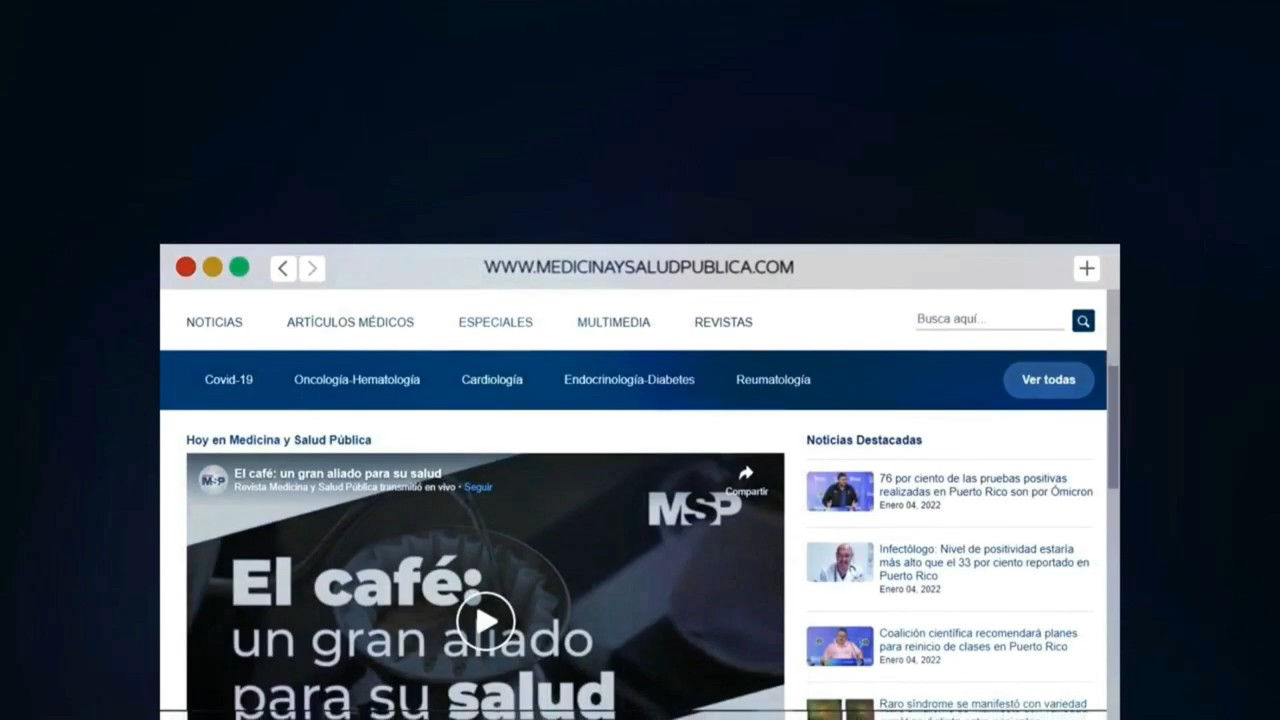 WWW.MEDICINAYSALUDPUBLICA.COM
NOTICIAS
ARTÍCULOS MÉDICOS
ESPECIALES
MULTIMEDIA
REVISTAS
Busca aquí...
Covid-19
Oncología-Hematología
Cardiología
Endocrinología-Diabetes
Reumatología
Ver todas
Hoy en Medicina y Salud Pública
MSP
El café: un gran aliado para su salud
Revista Medicina y Salud Pública transmitió en vivo • Seguir
Compartir
MSP
El café:
un gran aliado
para su salud
Noticias Destacadas
76 por ciento de las pruebas positivas
realizadas en Puerto Rico son por Ómicron
Enero 04, 2022
Infectólogo: Nivel de positividad estaría
más alto que el 33 por ciento reportado en
Puerto Rico
Enero 04, 2022
Coalición científica recomendará planes
para reinicio de clases en Puerto Rico
Enero 04, 2022
Raro síndrome se manifestó con variedad